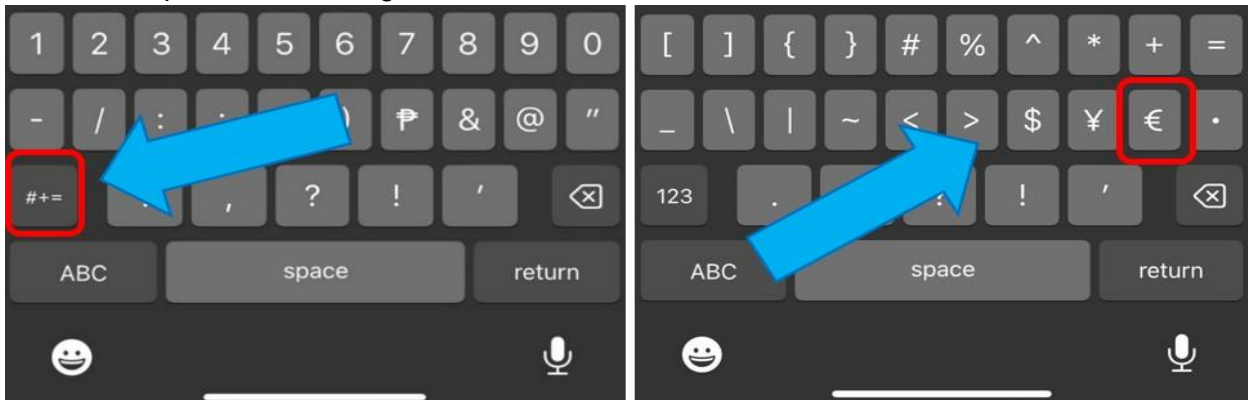 1 2 3 4 5 6 7 8 9 0
- / : ) ₱ & @ "
#+= . , ? ! '
ABC space return
[ ] { } # % ^ * + =
_ \ | ~ < > $ ¥ € •
123 . ? ! '
ABC space return